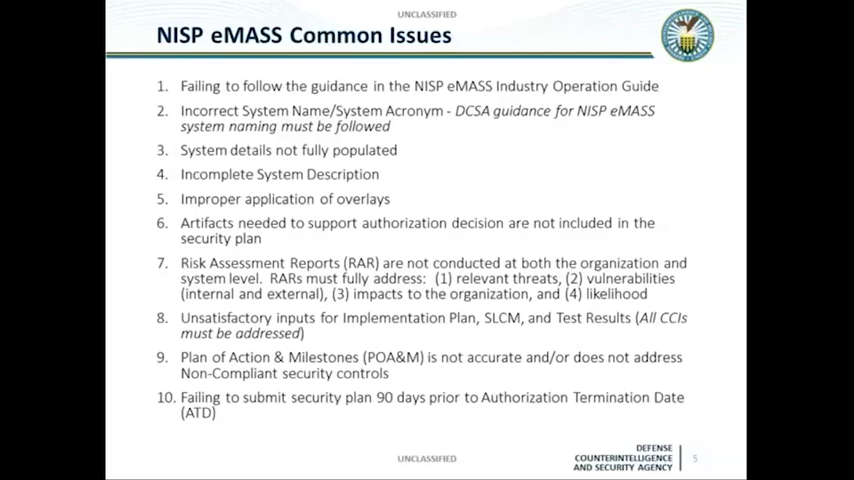 UNCLASSIFIED
NISP eMASS Common Issues
1. Failing to follow the guidance in the NISP eMASS Industry Operation Guide
2. Incorrect System Name/System Acronym - DCSA guidance for NISP eMASS
system naming must be followed
3. System details not fully populated
4. Incomplete System Description
5. Improper application of overlays
6. Artifacts needed to support authorization decision are not included in the
security plan
7. Risk Assessment Reports (RAR) are not conducted at both the organization and
system level. RARs must fully address: (1) relevant threats, (2) vulnerabilities
(internal and external), (3) impacts to the organization, and (4) likelihood
8. Unsatisfactory inputs for Implementation Plan, SLCM, and Test Results (All CCIs
must be addressed)
9. Plan of Action & Milestones (POA&M) is not accurate and/or does not address
Non-Compliant security controls
10. Failing to submit security plan 90 days prior to Authorization Termination Date
(ATD)
UNCLASSIFIED
DEFENSE
COUNTERINTELLIGENCE
AND SECURITY AGENCY
5